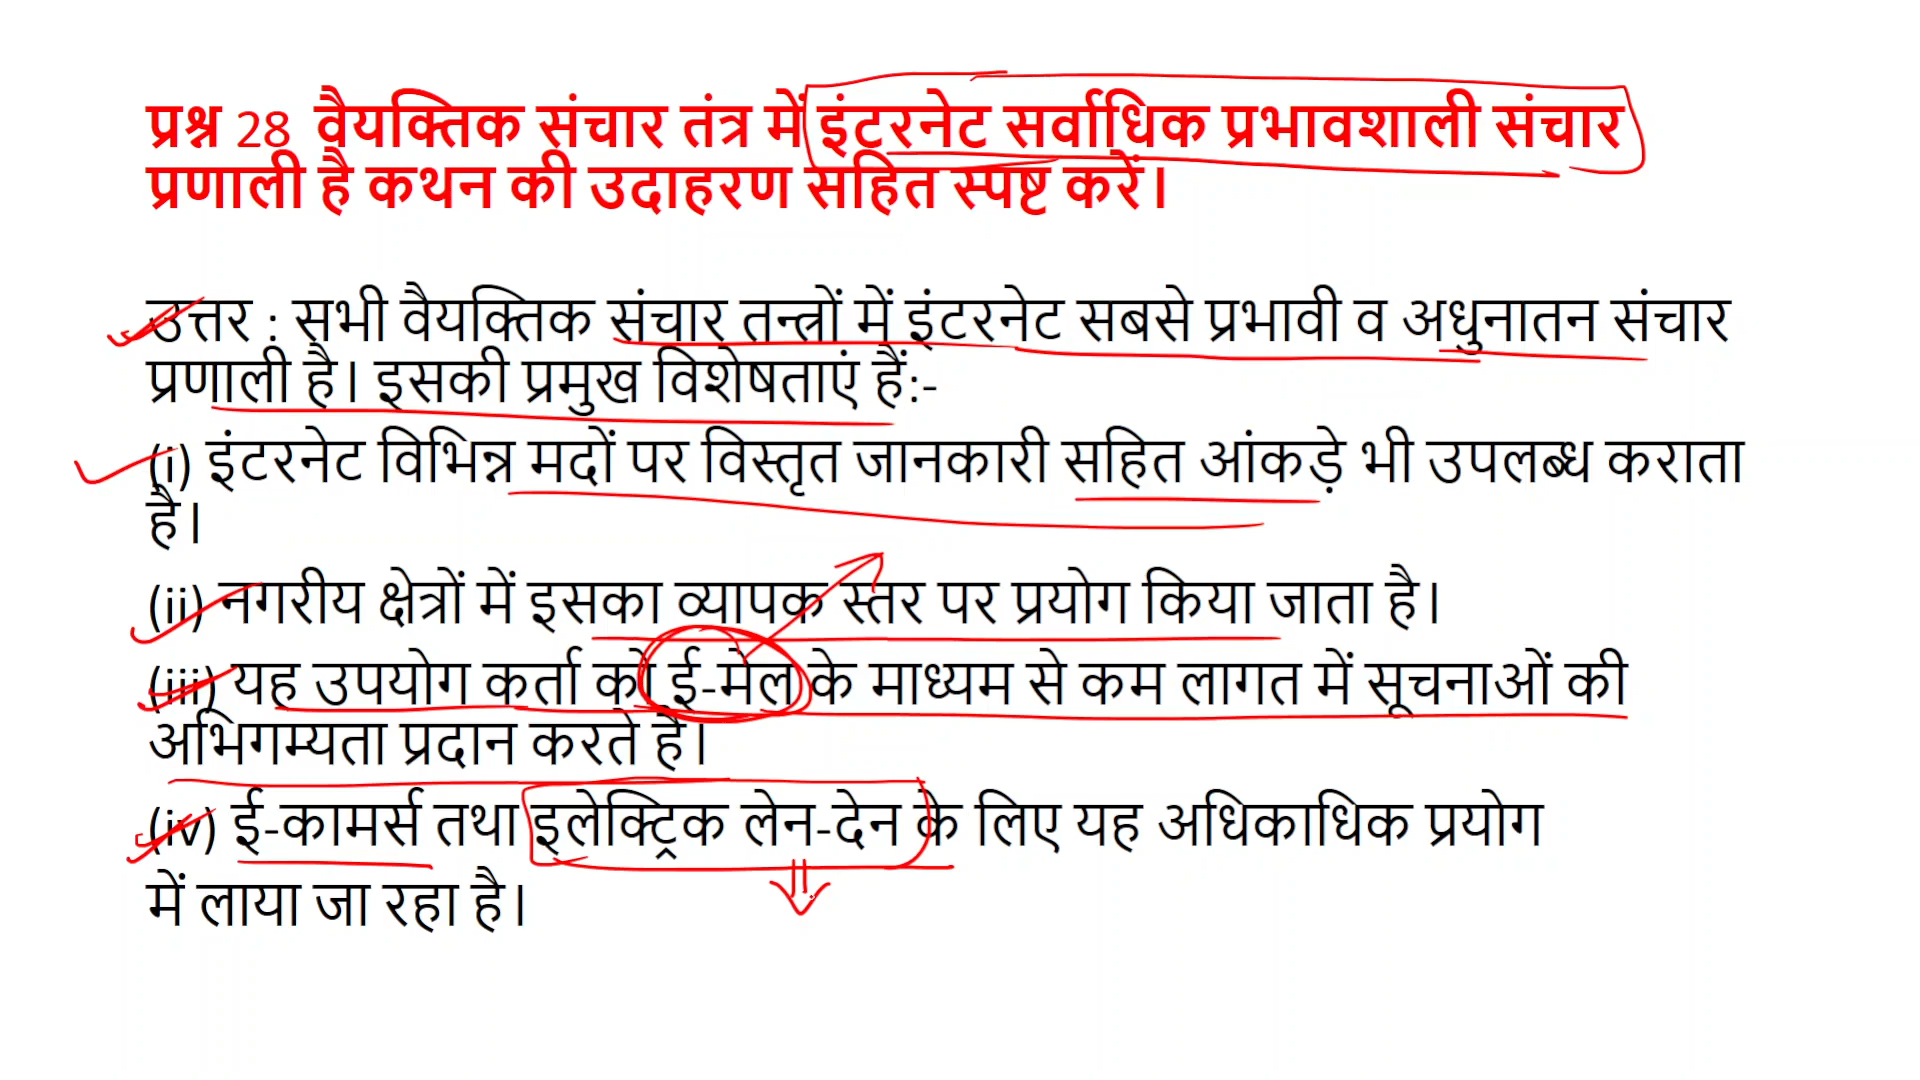 प्रश्न 28 वैयक्तिक संचार तंत्र में इंटरनेट सर्वाधिक प्रभावशाली संचार
प्रणाली है कथन की उदाहरण सहित स्पष्ट करें।
उत्तर : सभी वैयक्तिक संचार तन्त्रों में इंटरनेट सबसे प्रभावी व अधुनातन संचार
प्रणाली है। इसकी प्रमुख विशेषताएं हैं:-
(i) इंटरनेट विभिन्न मदों पर विस्तृत जानकारी सहित आंकड़े भी उपलब्ध कराता
है।
(ii) नगरीय क्षेत्रों में इसका व्यापक स्तर पर प्रयोग किया जाता है।
(iii) यह उपयोग कर्ता को ई-मेल के माध्यम से कम लागत में सूचनाओं की
अभिगम्यता प्रदान करते है।
(iv) ई-कामर्स तथा इलेक्ट्रिक लेन-देन के लिए यह अधिकाधिक प्रयोग
में लाया जा रहा है।